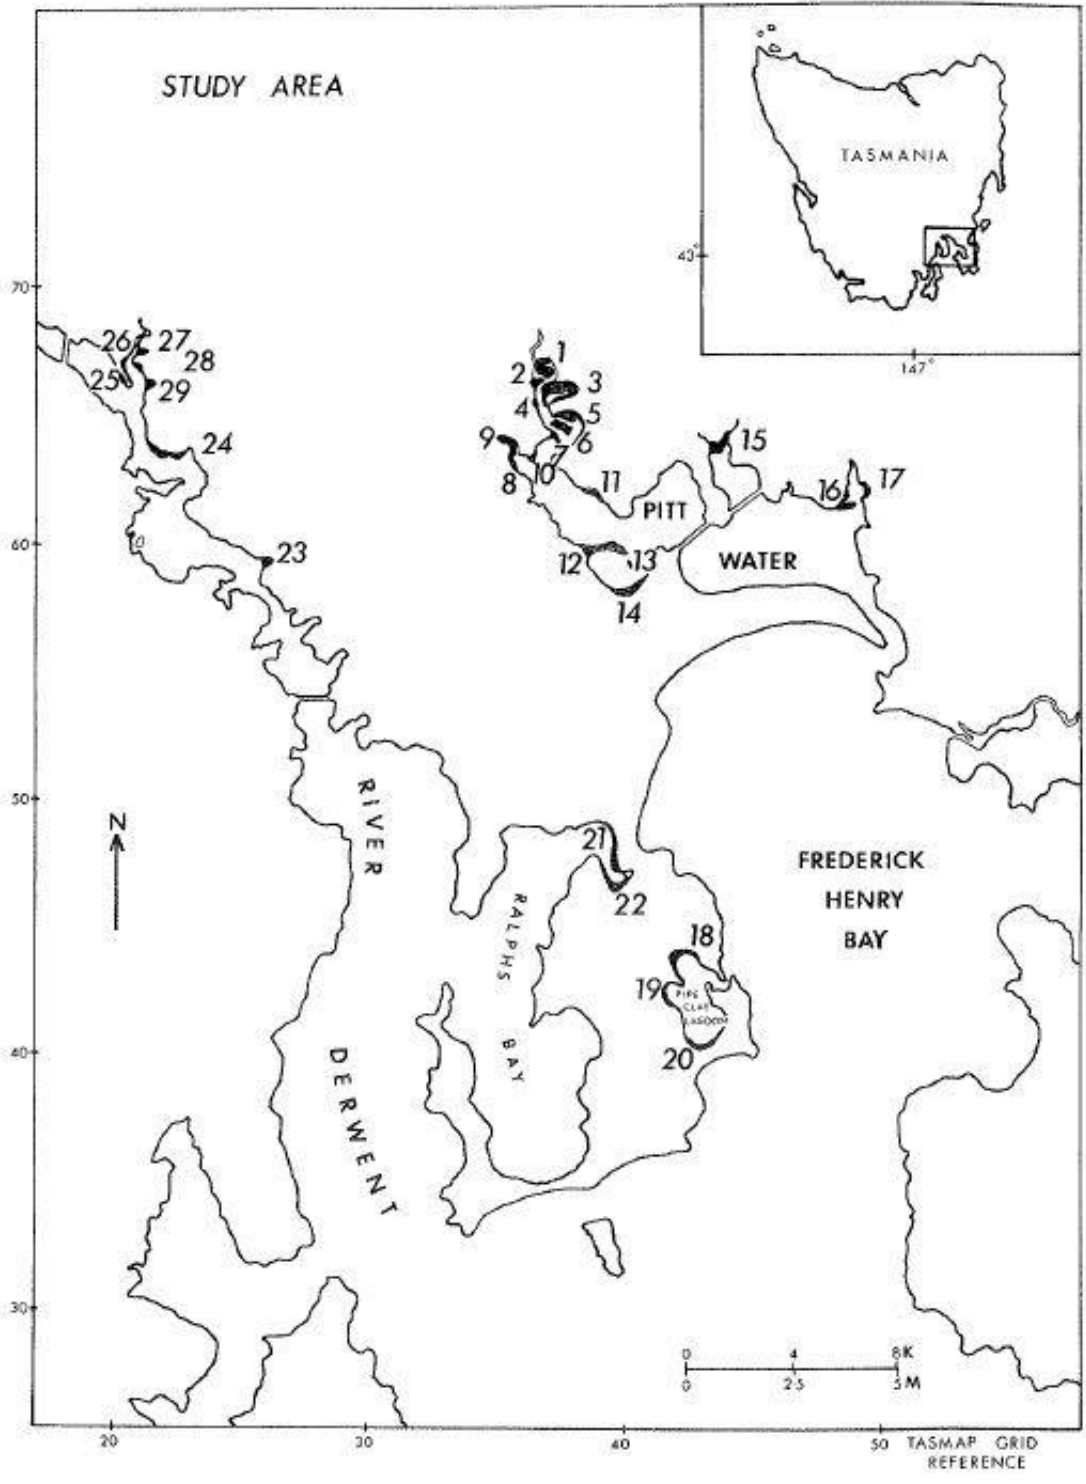 STUDY AREA
TASMANIA
43°
147°
70
26
27
28
25
29
24
1
2
3
4
5
6
7
9
8
10
11
15
16
17
PITT
WATER
60
23
12
13
14
N
50
RIVER
21
22
FREDERICK
HENRY
BAY
RALPHS
BAY
18
19
PIPE
CLAY
LAGOON
20
40
DERWENT
30
0 4 8K
0 2·5 5M
20 30 40 50
TASMAP GRID
REFERENCE